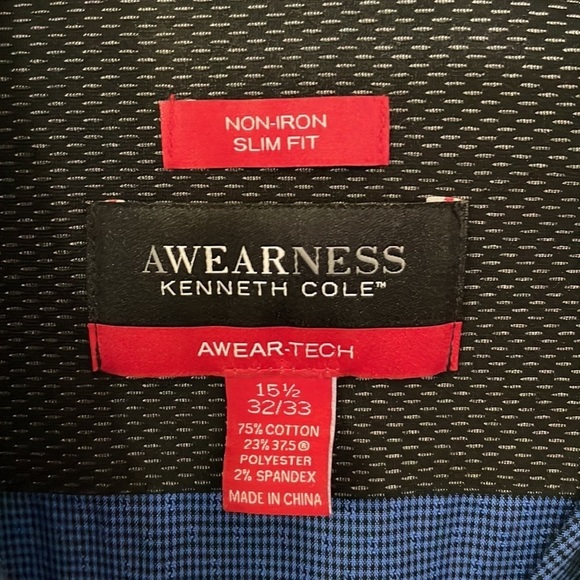 NON-IRON
SLIM FIT
AWEARNESS
KENNETH COLE™
AWEAR-TECH
15½
32/33
75% COTTON
23% 37.5®
POLYESTER
2% SPANDEX
MADE IN CHINA